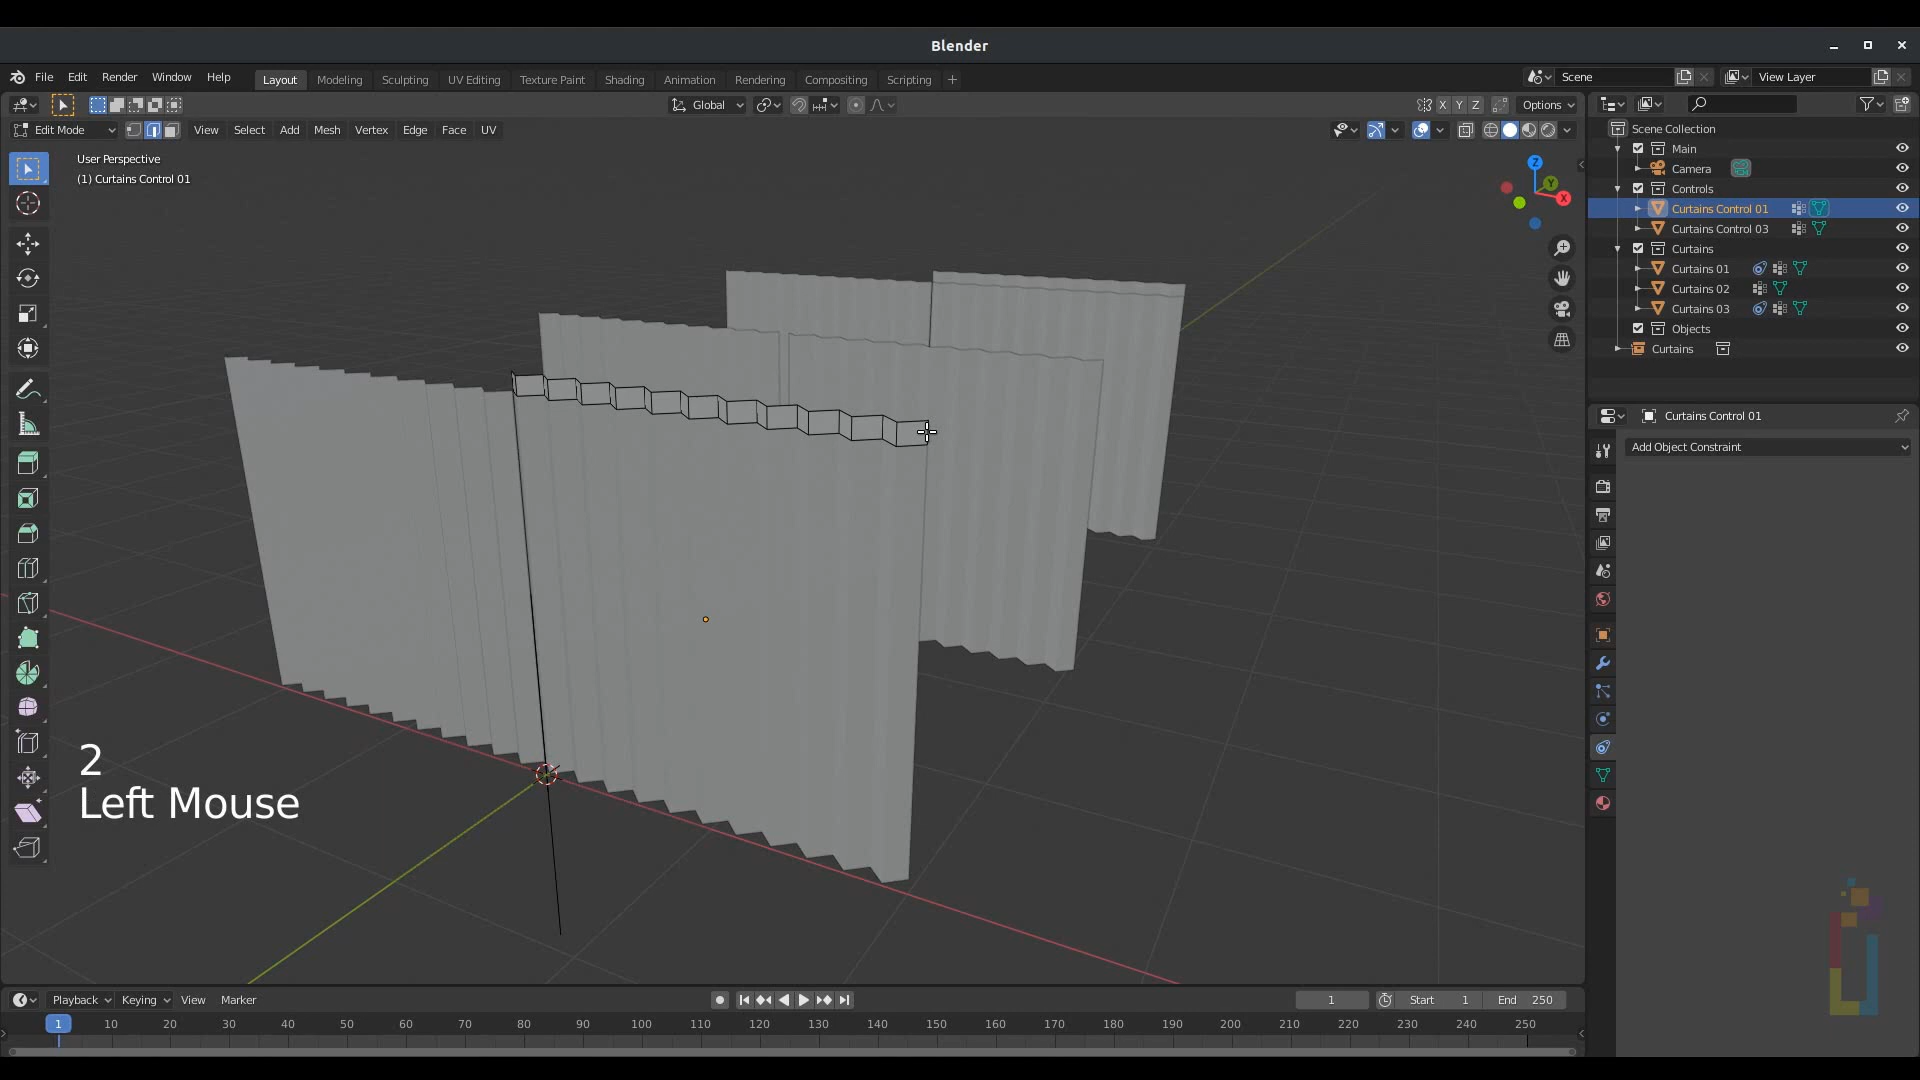 Blender
File Edit Render Window Help
Layout Modeling Sculpting UV Editing Texture Paint Shading Animation Rendering Compositing Scripting +
Scene
View Layer
Global
X Y Z
Options
Edit Mode
View Select Add Mesh Vertex Edge Face UV
User Perspective
(1) Curtains Control 01
Z
Y
X
Scene Collection
Main
Camera
Controls
Curtains Control 01
Curtains Control 03
Curtains
Curtains 01
Curtains 02
Curtains 03
Objects
Curtains
Curtains Control 01
Add Object Constraint
2
Left Mouse
Playback Keying View Marker
1
Start 1
End 250
1 10 20 30 40 50 60 70 80 90 100 110 120 130 140 150 160 170 180 190 200 210 220 230 240 250